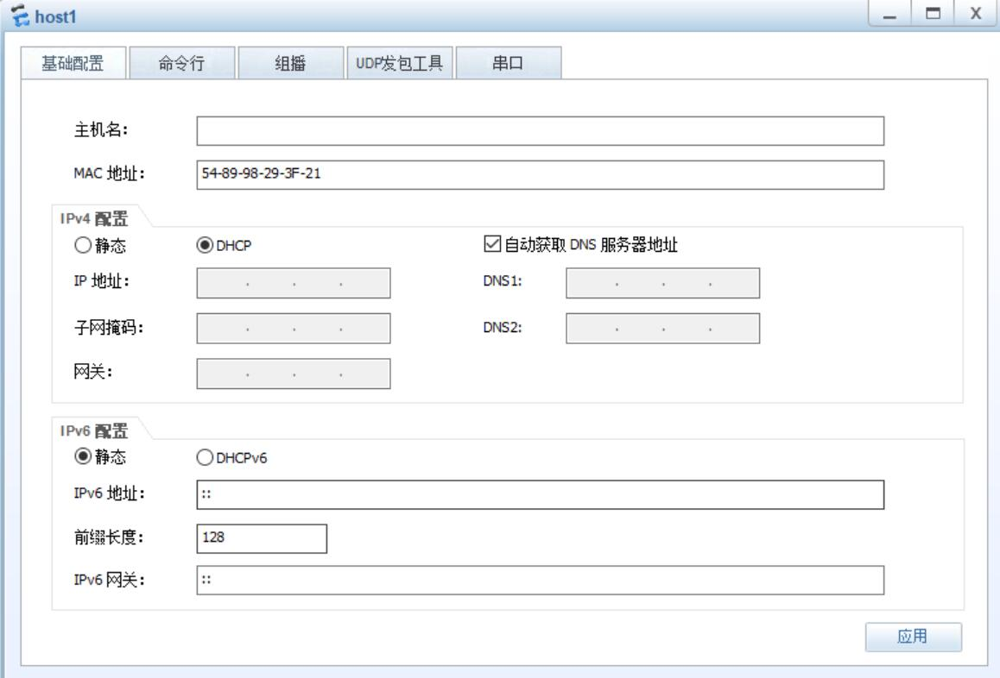 host1
基础配置 命令行 组播 UDP发包工具 串口
主机名：
MAC 地址： 54-89-98-29-3F-21
IPv4 配置
静态 DHCP 自动获取 DNS 服务器地址
IP 地址： . . . DNS1: . . .
子网掩码： . . . DNS2: . . .
网关： . . .
IPv6 配置
静态 DHCPv6
IPv6 地址： ::
前缀长度： 128
IPv6 网关： ::
应用